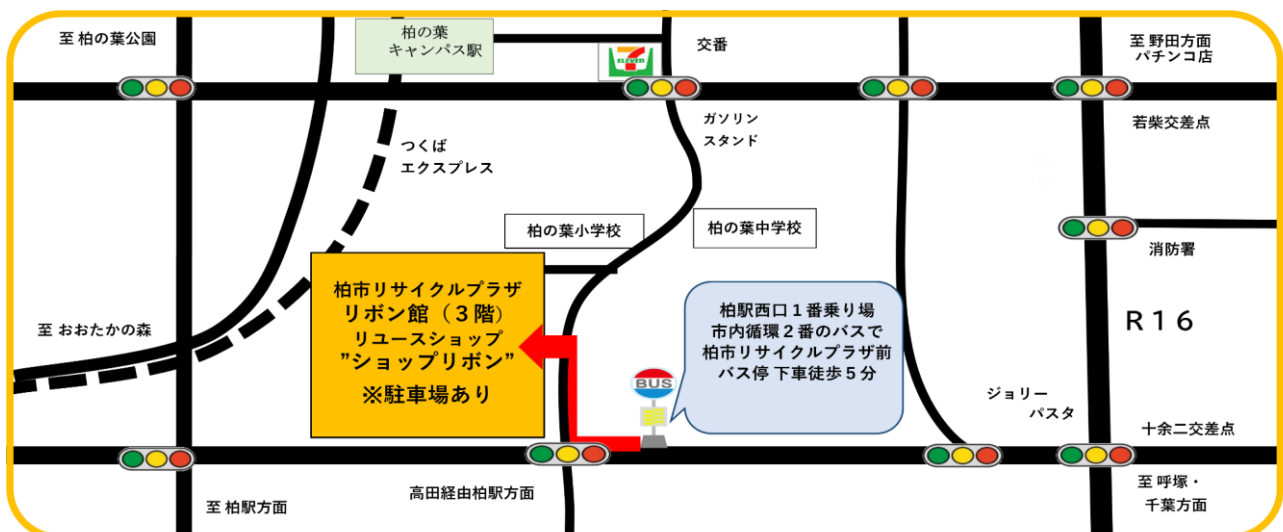 至 柏の葉公園
柏の葉
キャンパス駅
ELEVEN
交番
至 野田方面
パチンコ店
ガソリン
スタンド
若柴交差点
つくば
エクスプレス
柏の葉小学校
柏の葉中学校
消防署
柏市リサイクルプラザ
リボン館（３階）
リユースショップ
”ショップリボン”
※駐車場あり
柏駅西口１番乗り場
市内循環２番のバスで
柏市リサイクルプラザ前
バス停 下車徒歩５分
至 おおたかの森
Ｒ１６
BUS
ジョリー
パスタ
十余二交差点
至 柏駅方面
高田経由柏駅方面
至 呼塚・
千葉方面